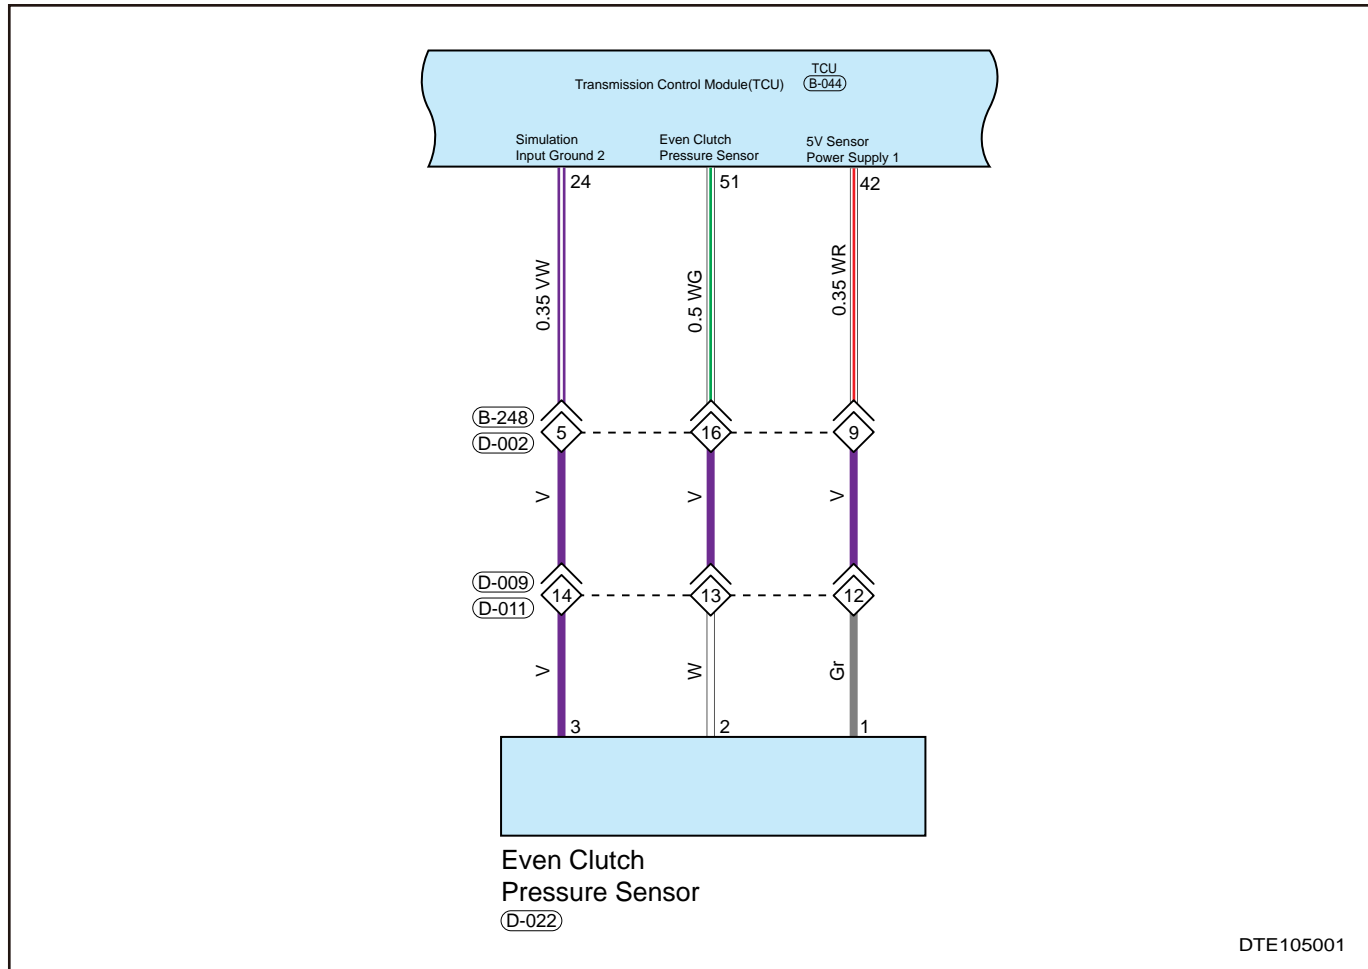 TCU
Transmission Control Module(TCU)
B-044
Simulation
Input Ground 2
Even Clutch
Pressure Sensor
5V Sensor
Power Supply 1
24
51
42
0.35 VW
0.5 WG
0.35 WR
B-248
D-002
5
16
9
V
V
V
D-009
D-011
14
13
12
V
W
Gr
3
2
1
Even Clutch
Pressure Sensor
D-022
DTE105001